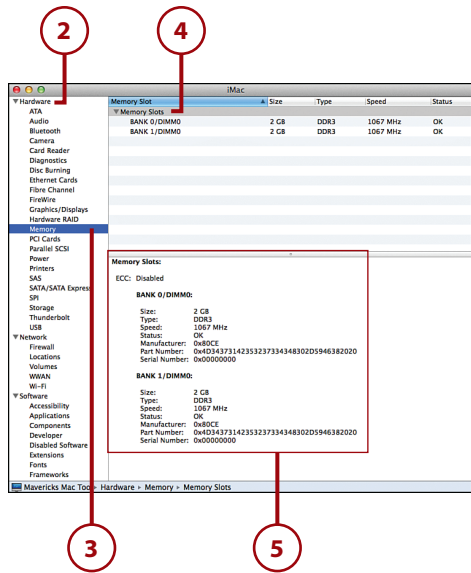 2
4
iMac
Hardware
ATA
Audio
Bluetooth
Camera
Card Reader
Diagnostics
Disc Burning
Ethernet Cards
Fibre Channel
FireWire
Graphics/Displays
Hardware RAID
Memory
PCI Cards
Parallel SCSI
Power
Printers
SAS
SATA/SATA Express
SPI
Storage
Thunderbolt
USB
Network
Firewall
Locations
Volumes
WWAN
Wi-Fi
Software
Accessibility
Applications
Components
Developer
Disabled Software
Extensions
Fonts
Frameworks
Memory Slot Size Type Speed Status
Memory Slots
BANK 0/DIMM0 2 GB DDR3 1067 MHz OK
BANK 1/DIMM0 2 GB DDR3 1067 MHz OK
Memory Slots:
ECC: Disabled
BANK 0/DIMM0:
Size: 2 GB
Type: DDR3
Speed: 1067 MHz
Status: OK
Manufacturer: 0x80CE
Part Number: 0x4D34373142353237334348302D5946382020
Serial Number: 0x00000000
BANK 1/DIMM0:
Size: 2 GB
Type: DDR3
Speed: 1067 MHz
Status: OK
Manufacturer: 0x80CE
Part Number: 0x4D34373142353237334348302D5946382020
Serial Number: 0x00000000
Mavericks Mac Hardware Memory Memory Slots
3
5